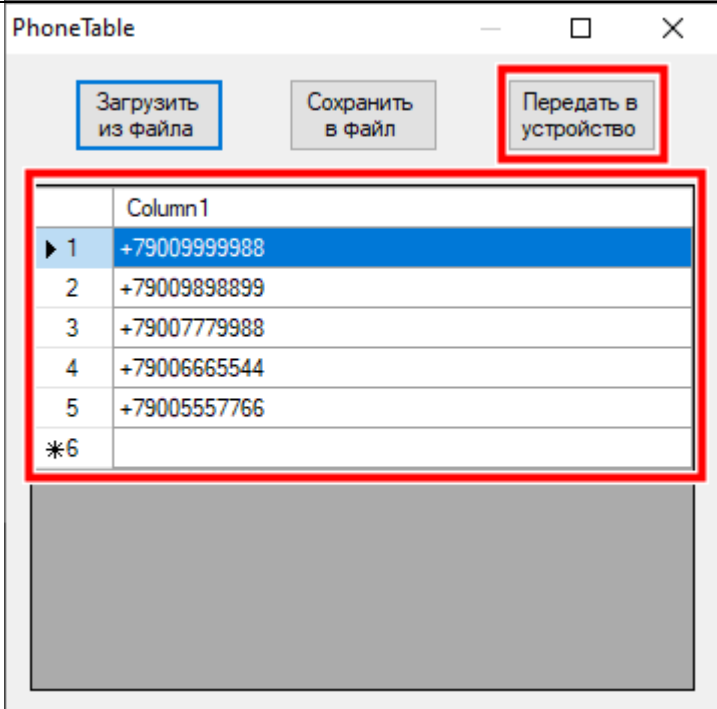 PhoneTable
Загрузить
из файла
Сохранить
в файл
Передать в
устройство
Column1
1 +79009999988
2 +79009898899
3 +79007779988
4 +79006665544
5 +79005557766
*6